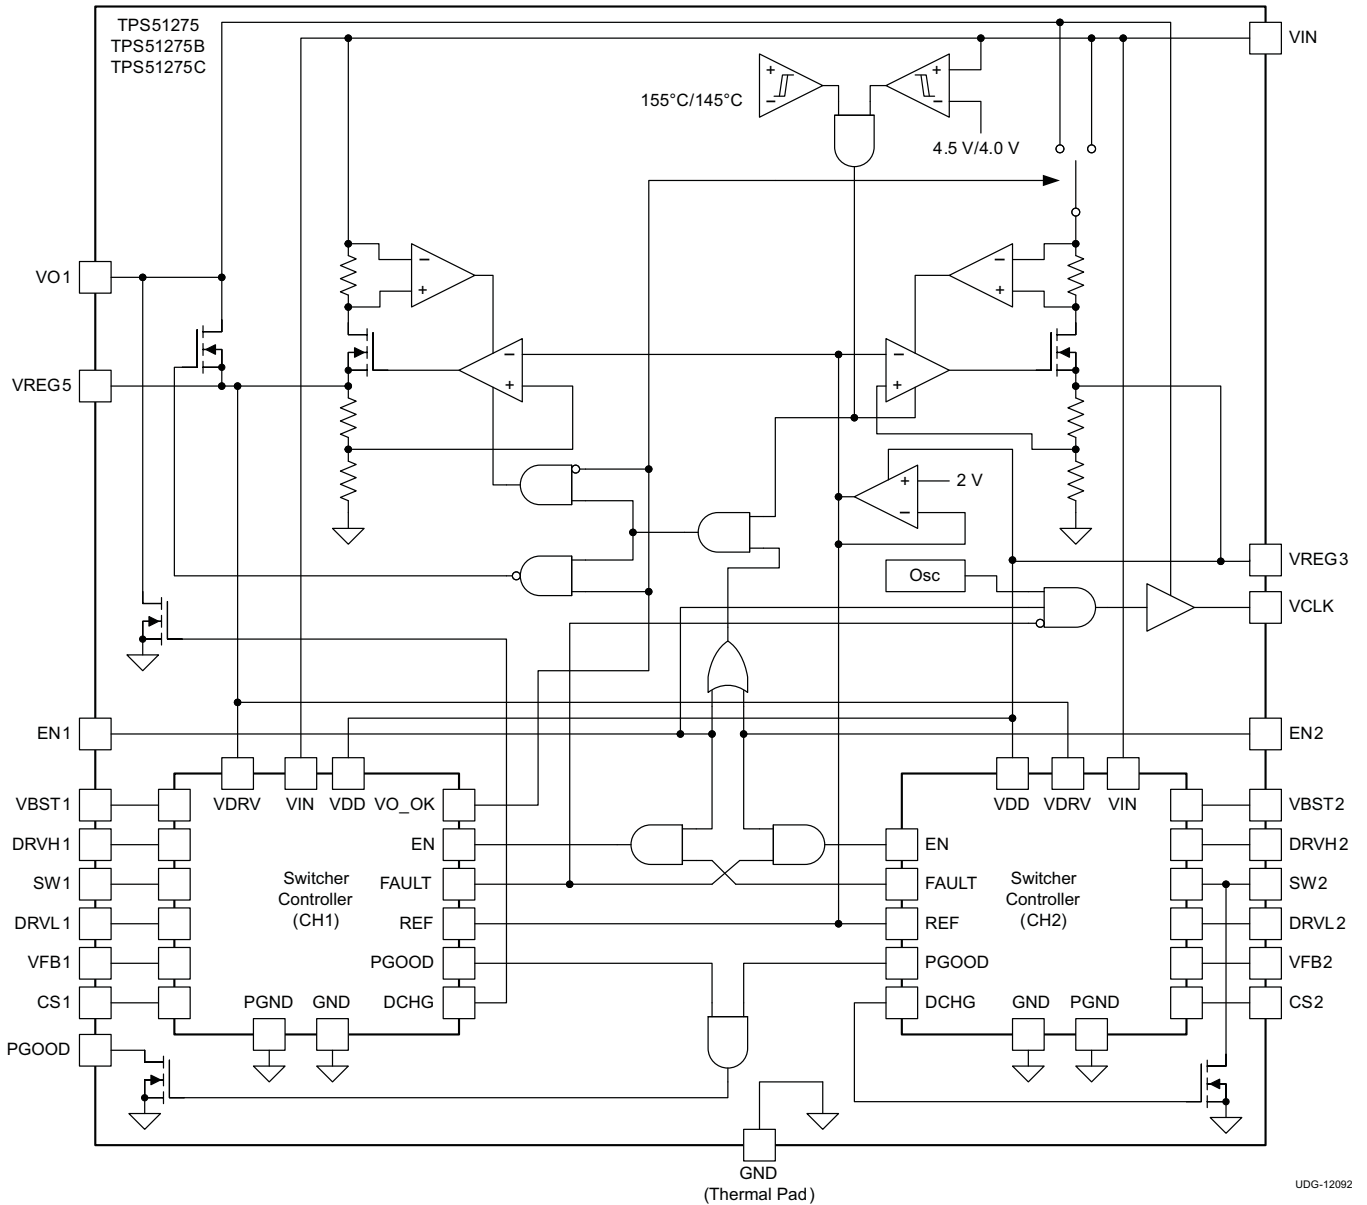 TPS51275
TPS51275B
TPS51275C
VIN
155°C/145°C
+
−
+
−
4.5 V/4.0 V
VO1
−
+
−
+
VREG5
−
+
−
+
+
−
2 V
Osc
VREG3
VCLK
EN1
EN2
VBST1
DRVH1
SW1
DRVL1
VFB1
CS1
PGOOD
VDRV
VIN
VDD
VO_OK
EN
FAULT
REF
PGOOD
DCHG
Switcher
Controller
(CH1)
PGND
GND
VDD
VDRV
VIN
EN
FAULT
REF
PGOOD
DCHG
Switcher
Controller
(CH2)
GND
PGND
VBST2
DRVH2
SW2
DRVL2
VFB2
CS2
GND
(Thermal Pad)
UDG-12092